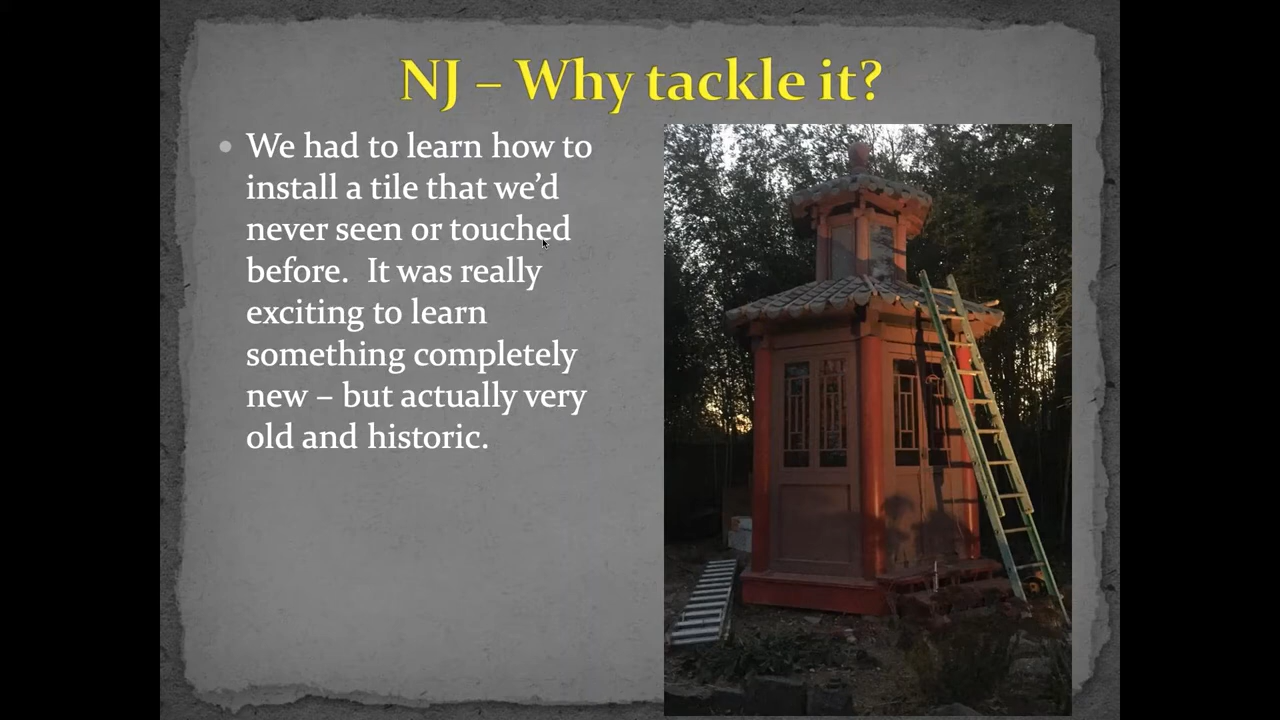 NJ – Why tackle it?
• We had to learn how to
install a tile that we’d
never seen or touched
before.  It was really
exciting to learn
something completely
new – but actually very
old and historic.